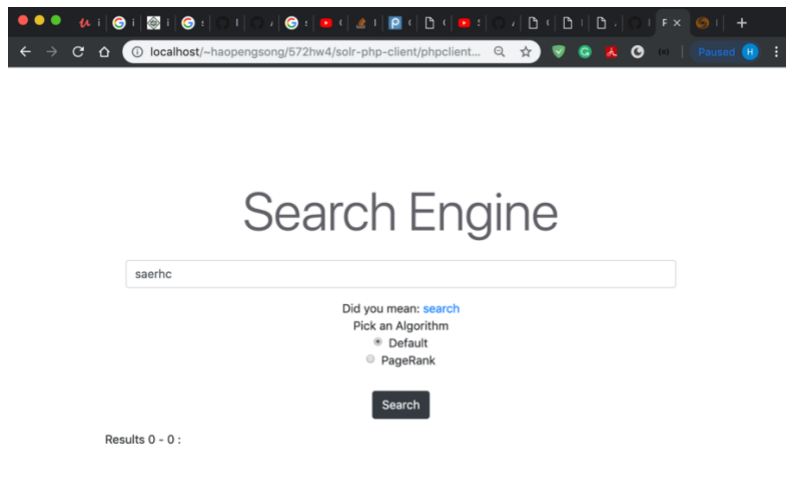 localhost/~haopengsong/572hw4/solr-php-client/phpclient...
Paused H
Search Engine
saerhc
Did you mean: search
Pick an Algorithm
Default
PageRank
Search
Results 0 - 0 :